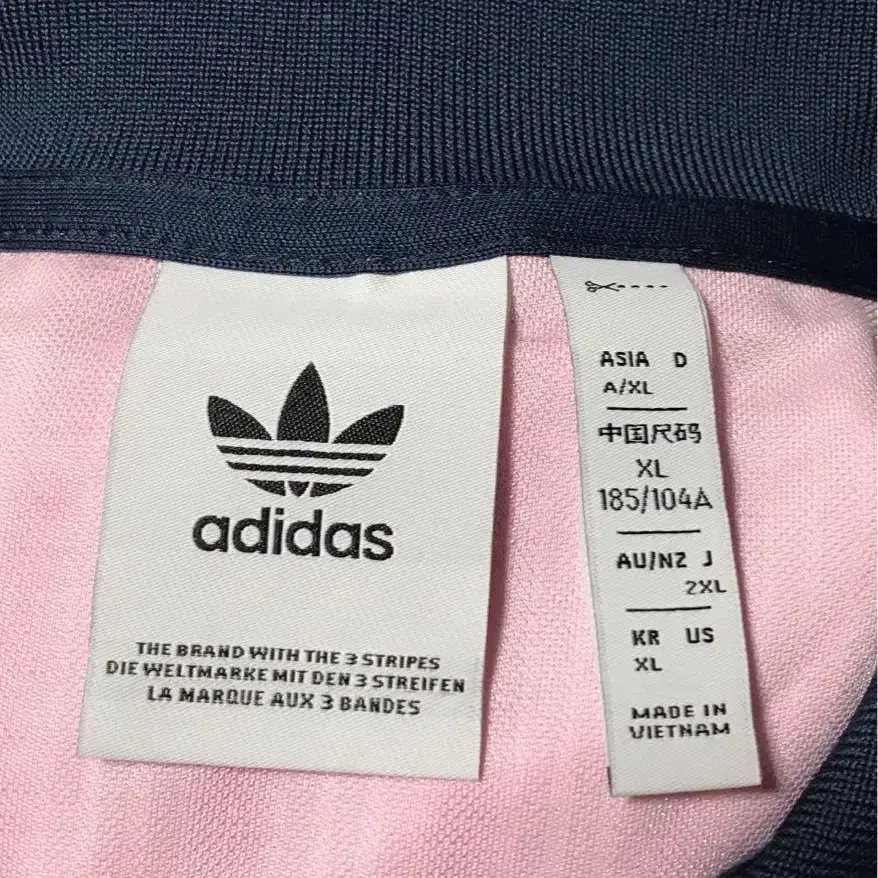 adidas
THE BRAND WITH THE 3 STRIPES
DIE WELTMARKE MIT DEN 3 STREIFEN
LA MARQUE AUX 3 BANDES
ASIA D
A/XL
中国尺码
XL
185/104A
AU/NZ J
2XL
KR US
XL
MADE IN
VIETNAM